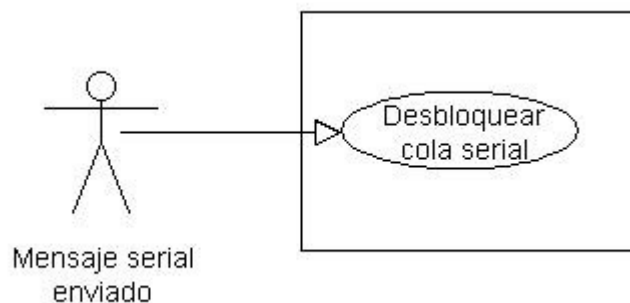 Desbloquear
cola serial
Mensaje serial
enviado